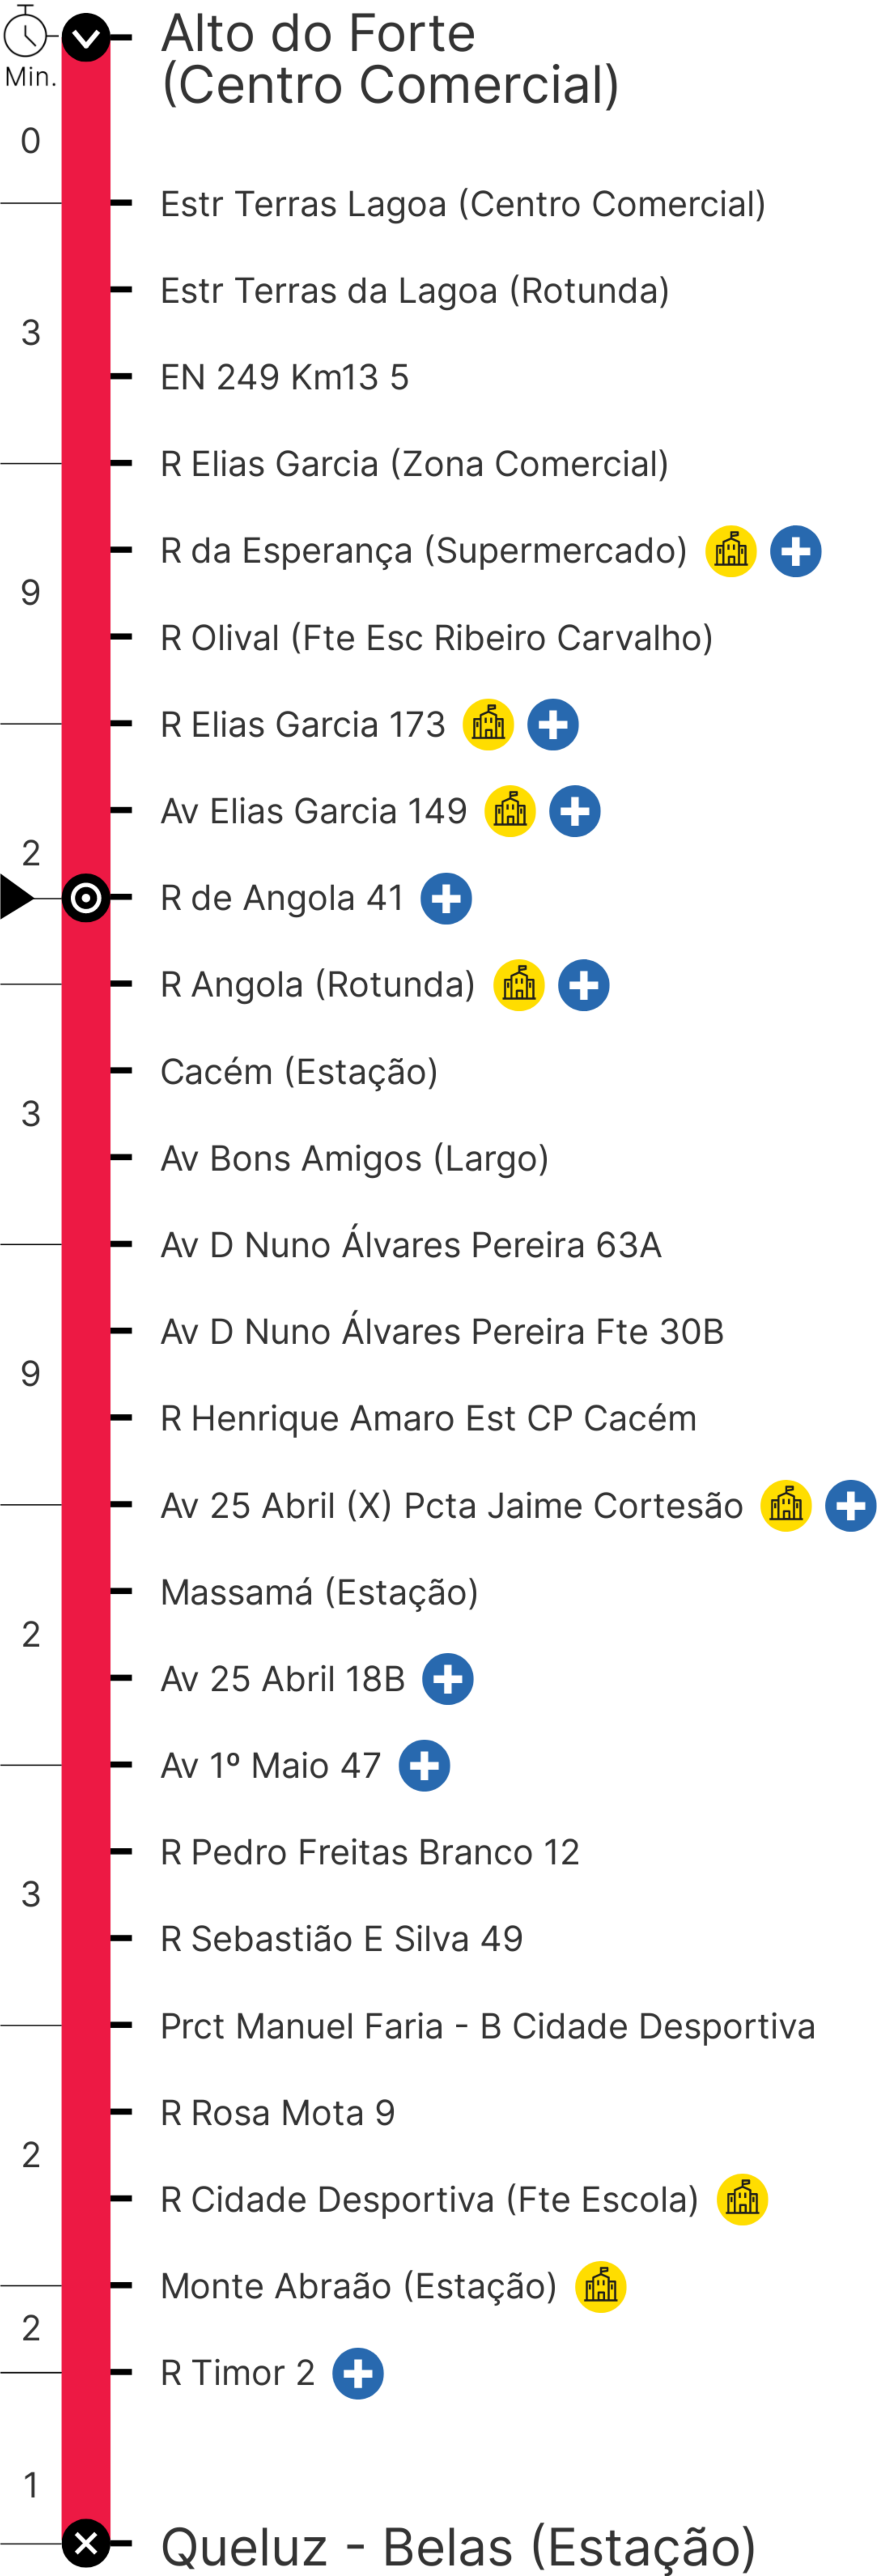 Alto do Forte
(Centro Comercial)
Min.
0
Estr Terras Lagoa (Centro Comercial)
Estr Terras da Lagoa (Rotunda)
3
EN 249 Km13 5
R Elias Garcia (Zona Comercial)
R da Esperança (Supermercado)
9
R Olival (Fte Esc Ribeiro Carvalho)
R Elias Garcia 173
Av Elias Garcia 149
2
R de Angola 41
R Angola (Rotunda)
Cacém (Estação)
3
Av Bons Amigos (Largo)
Av D Nuno Álvares Pereira 63A
Av D Nuno Álvares Pereira Fte 30B
9
R Henrique Amaro Est CP Cacém
Av 25 Abril (X) Pcta Jaime Cortesão
Massamá (Estação)
2
Av 25 Abril 18B
Av 1º Maio 47
R Pedro Freitas Branco 12
3
R Sebastião E Silva 49
Prct Manuel Faria - B Cidade Desportiva
R Rosa Mota 9
2
R Cidade Desportiva (Fte Escola)
Monte Abraão (Estação)
2
R Timor 2
1
Queluz - Belas (Estação)